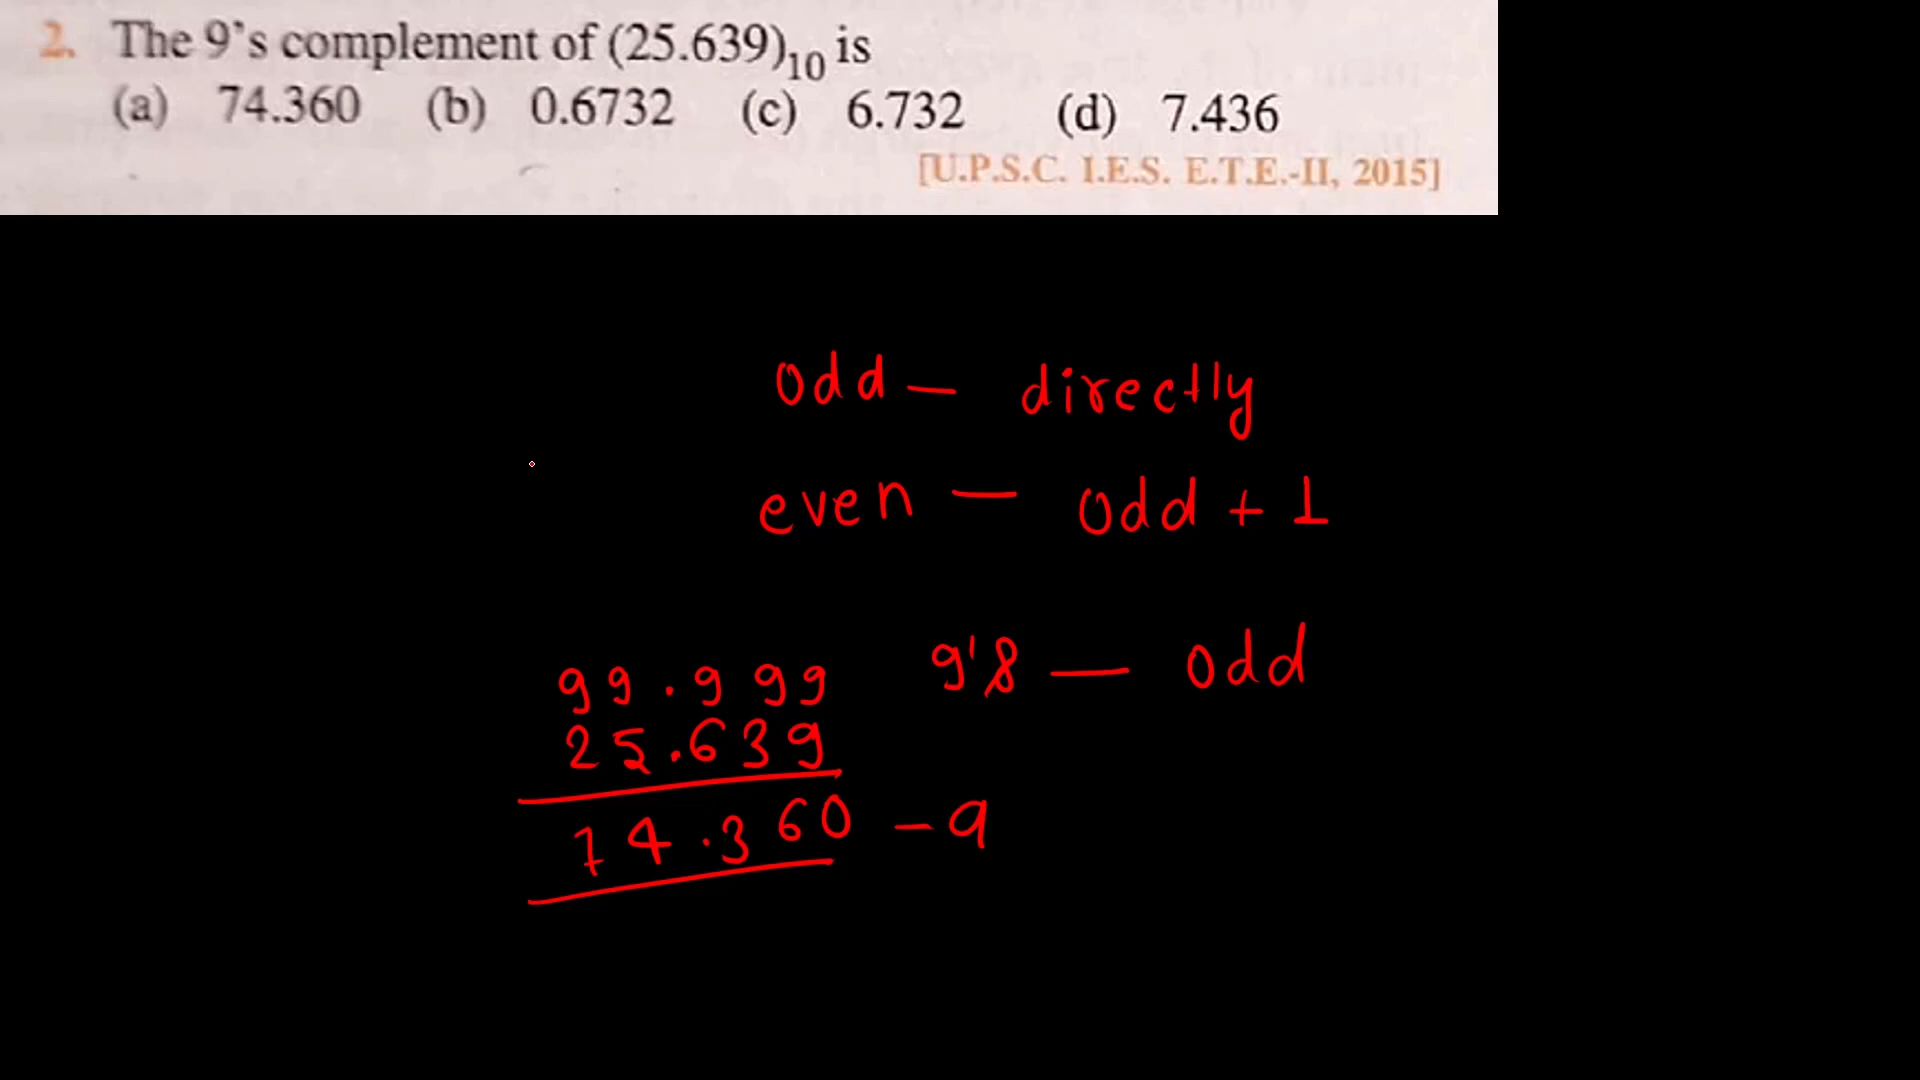 2. The 9's complement of (25.639)10 is
(a) 74.360 (b) 0.6732 (c) 6.732 (d) 7.436
[U.P.S.C. I.E.S. E.T.E.-II, 2015]
odd — directly
even — odd + 1
9's — odd
99.999
25.639
74.360 - a